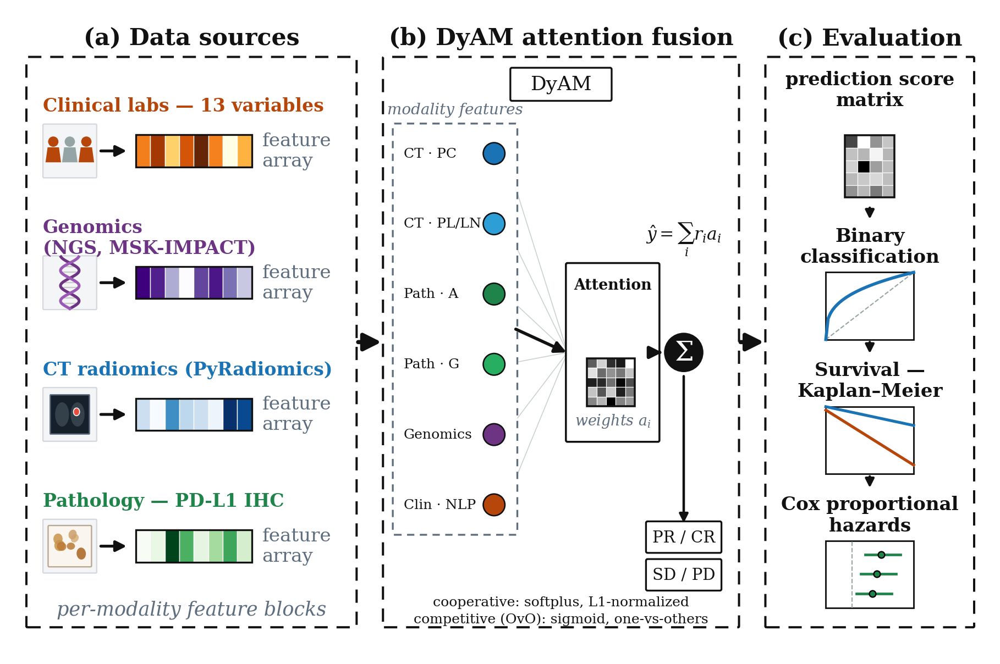 (a) Data sources
Clinical labs — 13 variables
feature
array
Genomics
(NGS, MSK-IMPACT)
feature
array
CT radiomics (PyRadiomics)
feature
array
Pathology — PD-L1 IHC
feature
array
per-modality feature blocks
(b) DyAM attention fusion
DyAM
modality features
CT · PC
CT · PL/LN
Path · A
Path · G
Genomics
Clin · NLP
Attention
weights aᵢ
ŷ = ∑ rᵢaᵢ
i
Σ
PR / CR
SD / PD
cooperative: softplus, L1-normalized
competitive (OvO): sigmoid, one-vs-others
(c) Evaluation
prediction score
matrix
Binary
classification
Survival —
Kaplan–Meier
Cox proportional
hazards